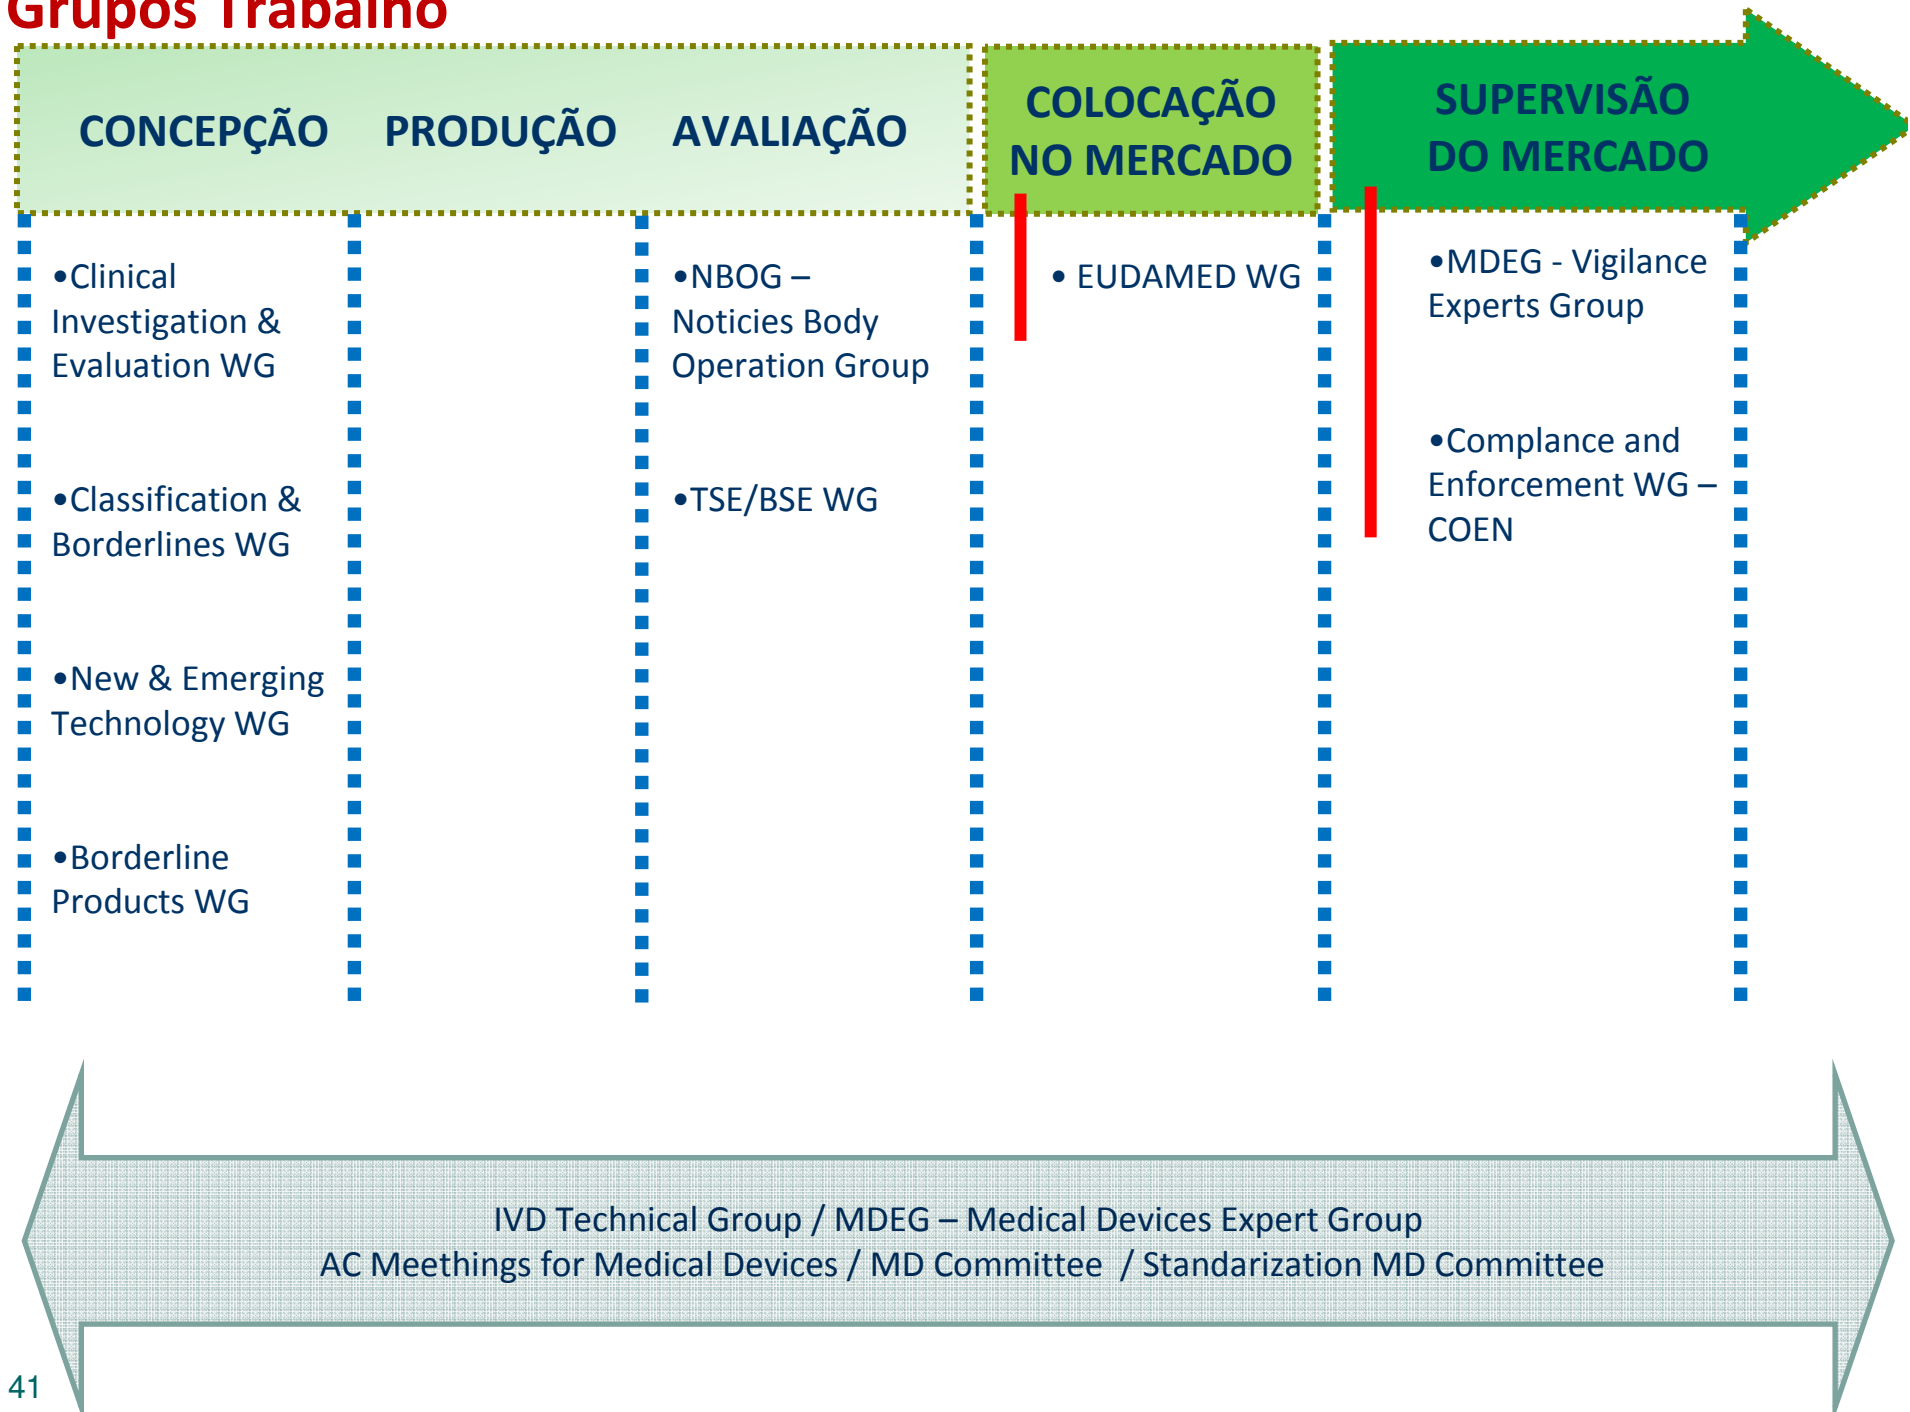 Grupos Trabalho
CONCEPÇÃO PRODUÇÃO AVALIAÇÃO
COLOCAÇÃO
NO MERCADO
SUPERVISÃO
DO MERCADO
•Clinical
Investigation &
Evaluation WG
•Classification &
Borderlines WG
•New & Emerging
Technology WG
•Borderline
Products WG
•NBOG –
Noticies Body
Operation Group
•TSE/BSE WG
• EUDAMED WG
•MDEG - Vigilance
Experts Group
•Complance and
Enforcement WG –
COEN
IVD Technical Group / MDEG – Medical Devices Expert Group
AC Meethings for Medical Devices / MD Committee / Standarization MD Committee
41